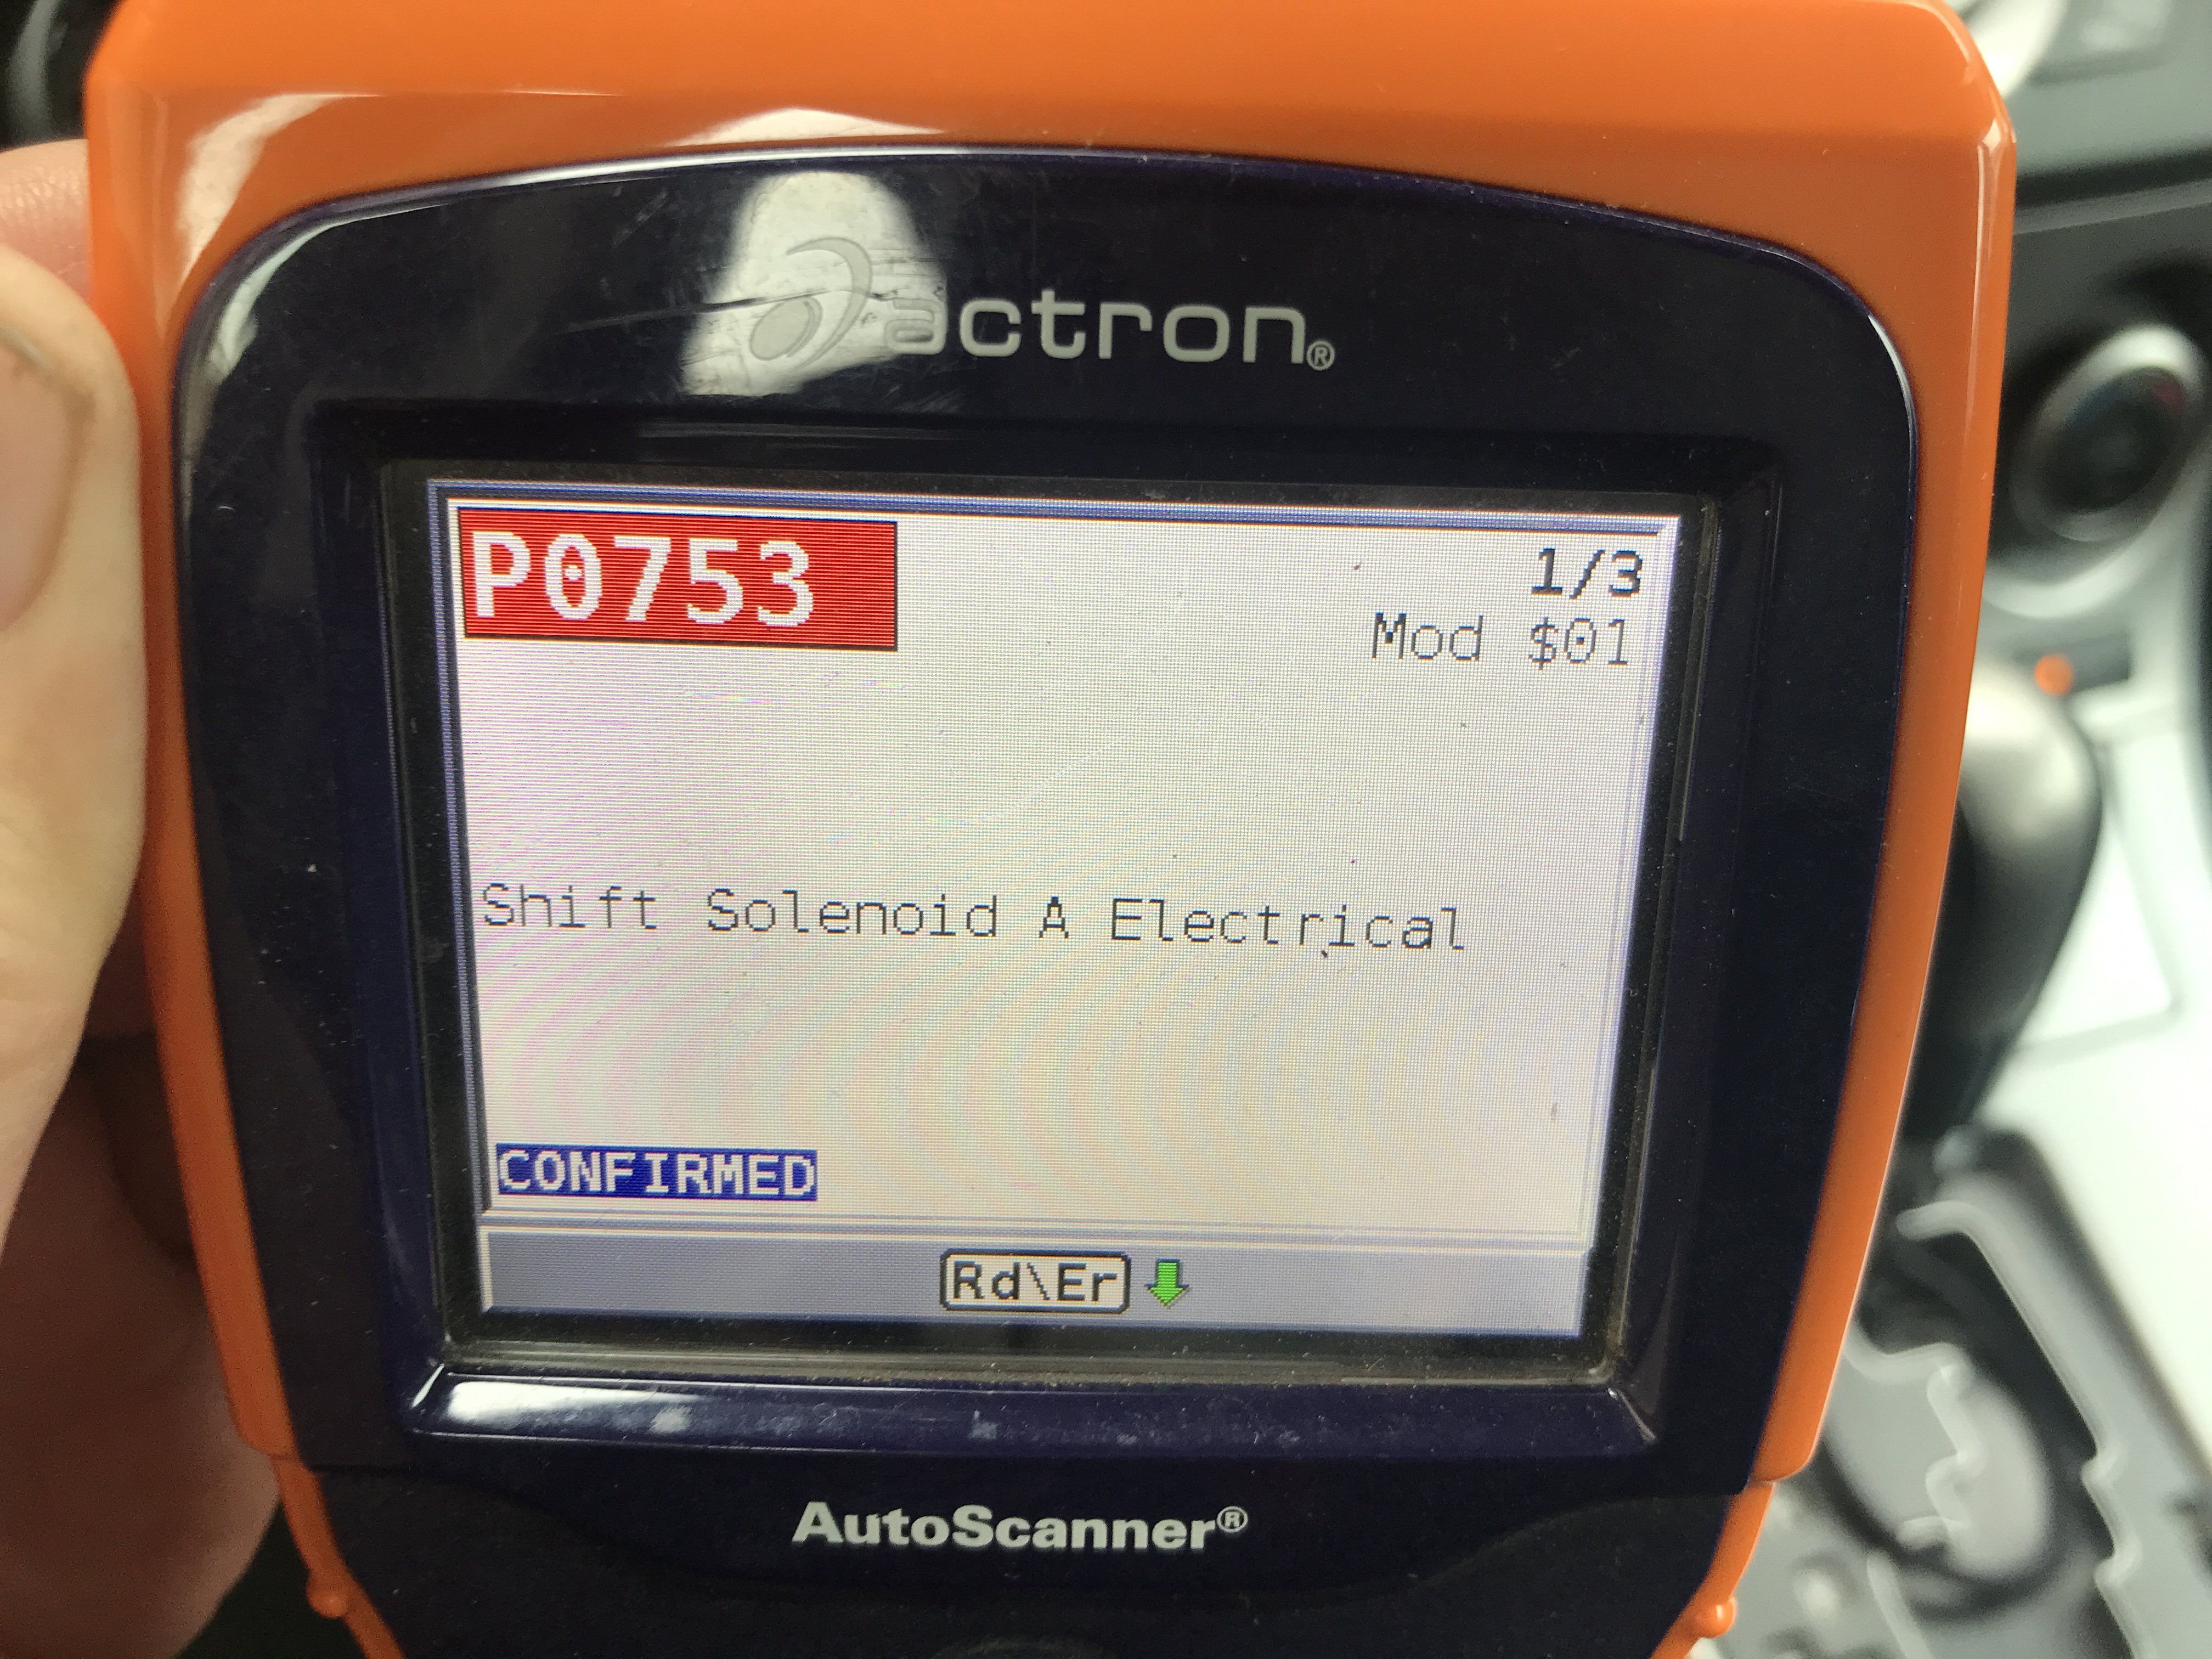 actron®
P0753
1/3
Mod $01
Shift Solenoid A Electrical
CONFIRMED
Rd\Er
AutoScanner®